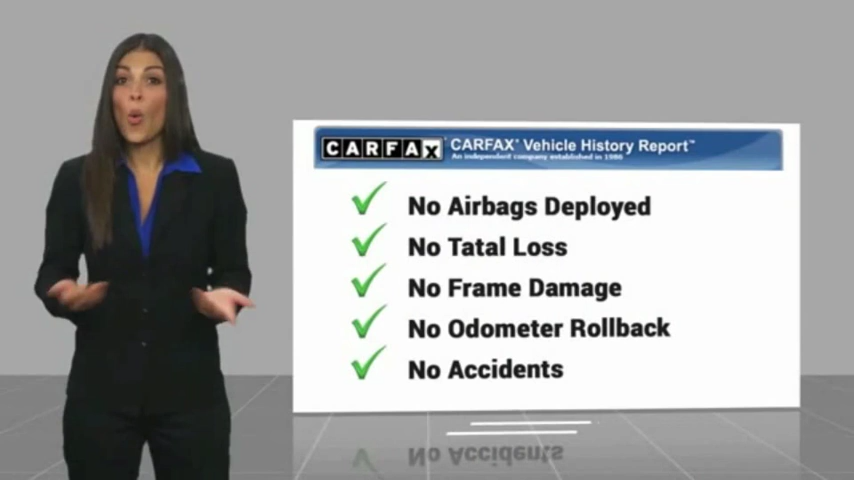 CARFAX CARFAX® Vehicle History Report™
An independent company established in 1986
No Airbags Deployed
No Tatal Loss
No Frame Damage
No Odometer Rollback
No Accidents
No Accidents